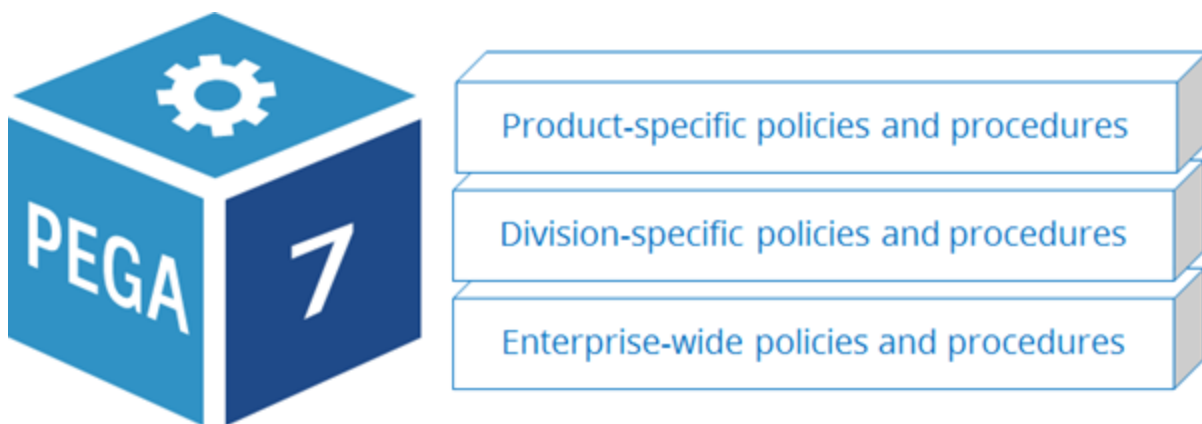 PEGA
7
Product-specific policies and procedures
Division-specific policies and procedures
Enterprise-wide policies and procedures